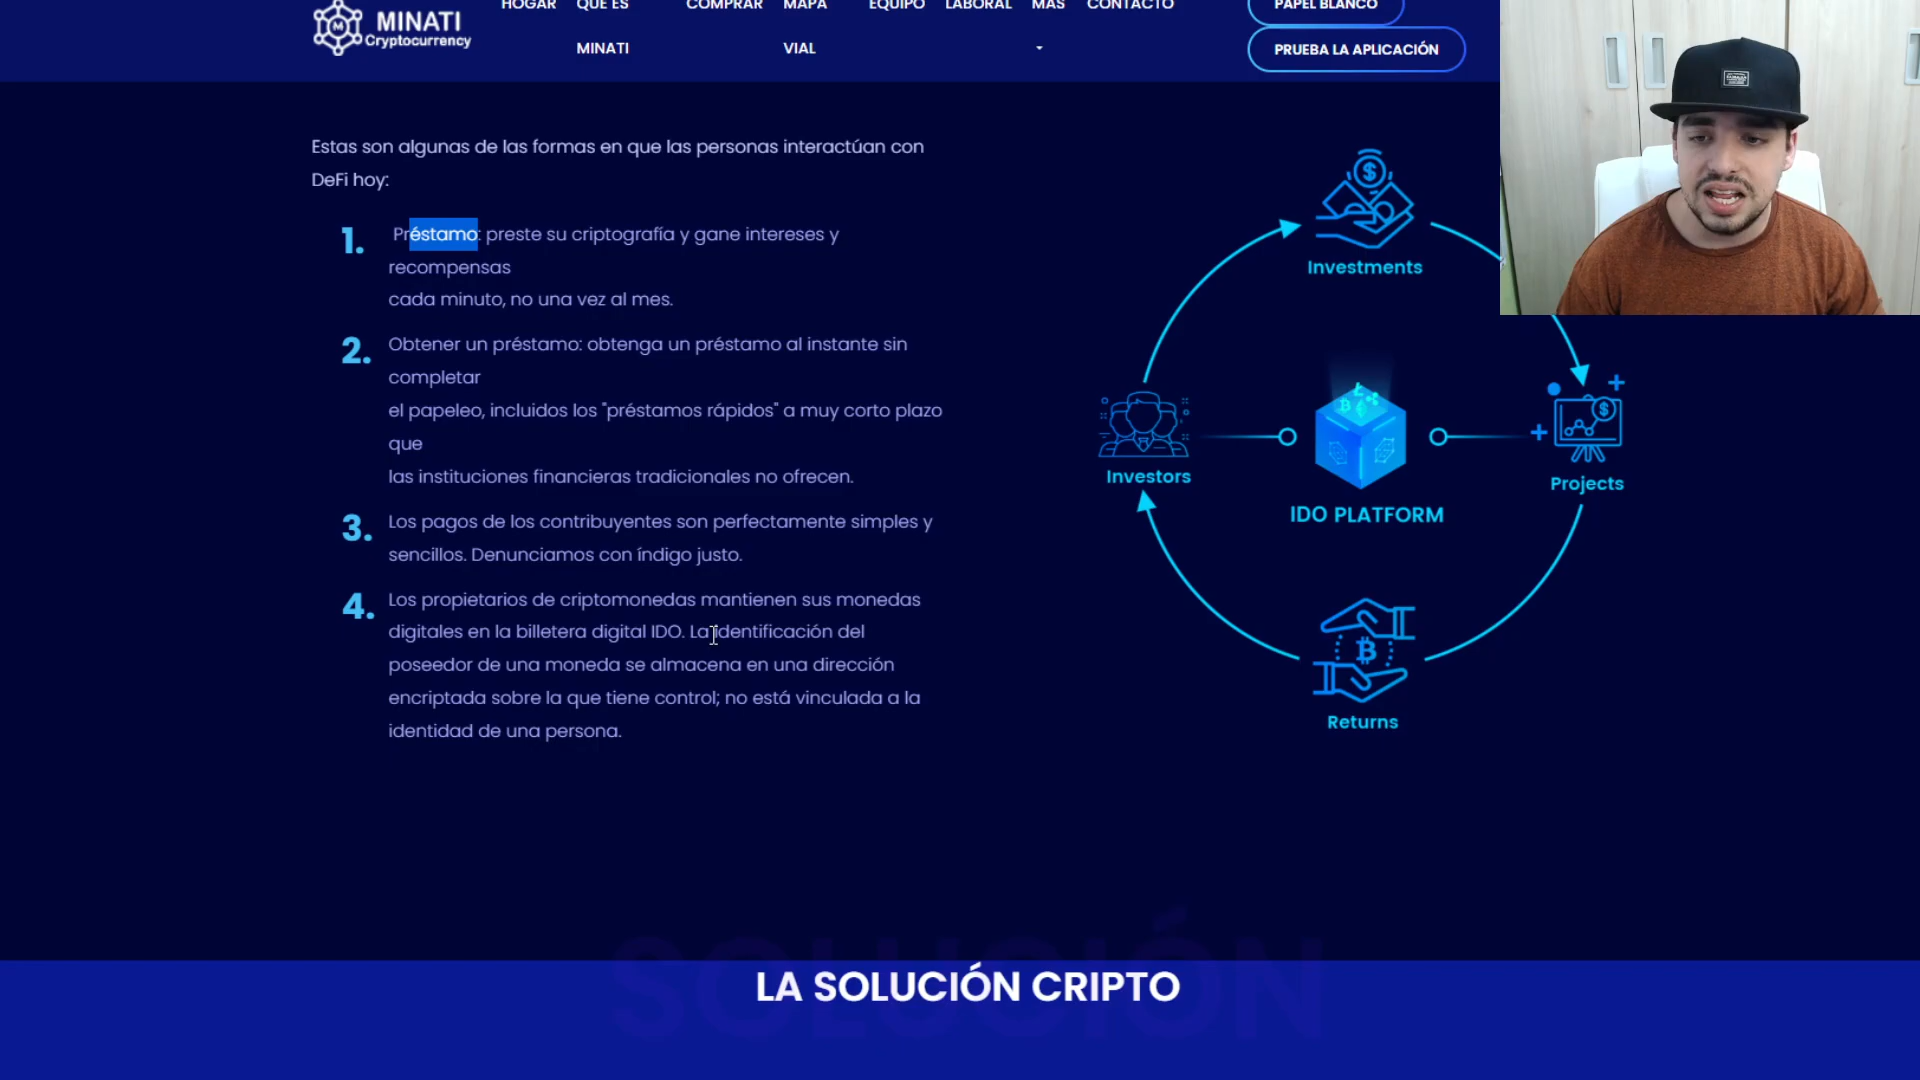 MINATI
Cryptocurrency
HOGAR
QUÉ ES
MINATI
COMPRAR
MAPA
VIAL
EQUIPO
LABORAL
MÁS
CONTACTO
PAPEL BLANCO
PRUEBA LA APLICACIÓN
Estas son algunas de las formas en que las personas interactúan con
DeFi hoy:
1. Préstamo: preste su criptografía y gane intereses y
recompensas
cada minuto, no una vez al mes.
2. Obtener un préstamo: obtenga un préstamo al instante sin
completar
el papeleo, incluidos los "préstamos rápidos" a muy corto plazo
que
las instituciones financieras tradicionales no ofrecen.
3. Los pagos de los contribuyentes son perfectamente simples y
sencillos. Denunciamos con índigo justo.
4. Los propietarios de criptomonedas mantienen sus monedas
digitales en la billetera digital IDO. La identificación del
poseedor de una moneda se almacena en una dirección
encriptada sobre la que tiene control; no está vinculada a la
identidad de una persona.
Investments
Investors
IDO PLATFORM
Projects
Returns
SOLUCIÓN
LA SOLUCIÓN CRIPTO